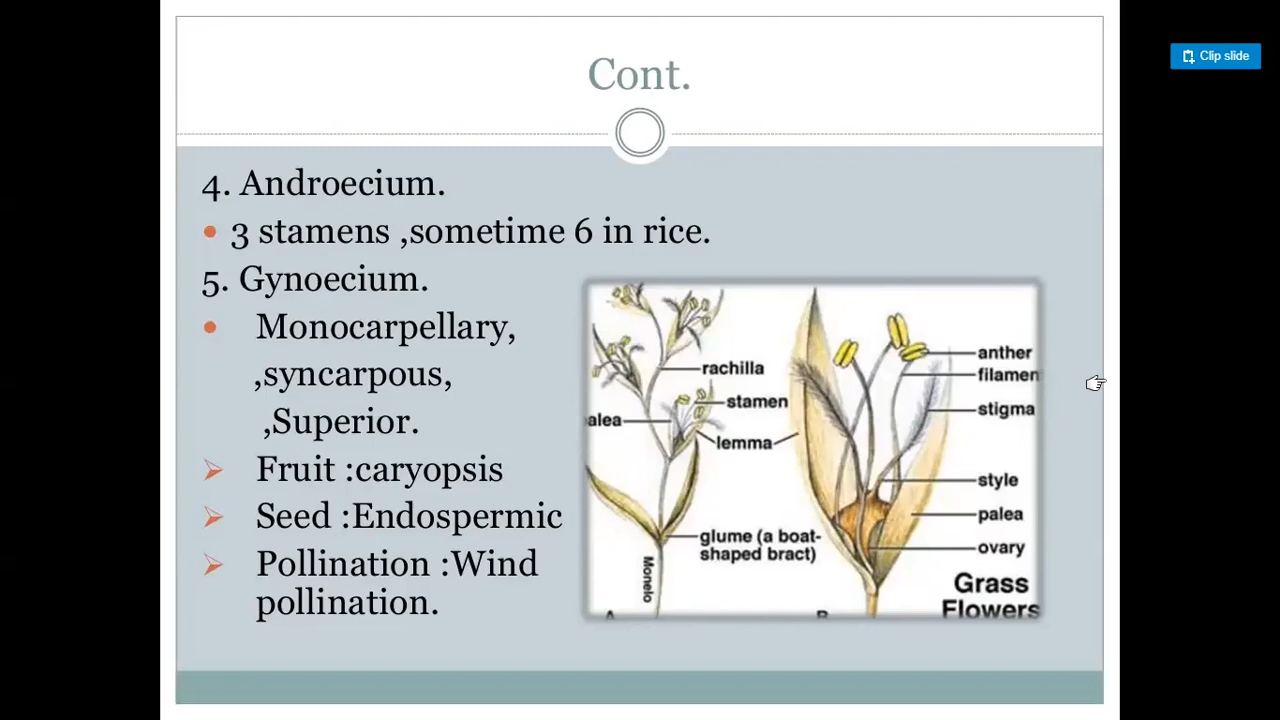 Clip slide
Cont.
4. Androecium.
• 3 stamens ,sometime 6 in rice.
5. Gynoecium.
• Monocarpellary,
,syncarpous,
,Superior.
➢ Fruit :caryopsis
➢ Seed :Endospermic
➢ Pollination :Wind
pollination.
rachilla
stamen
alea
lemma
glume (a boat-
shaped bract)
Monelo
A
anther
filamen
stigma
style
palea
ovary
Grass
Flowers
B